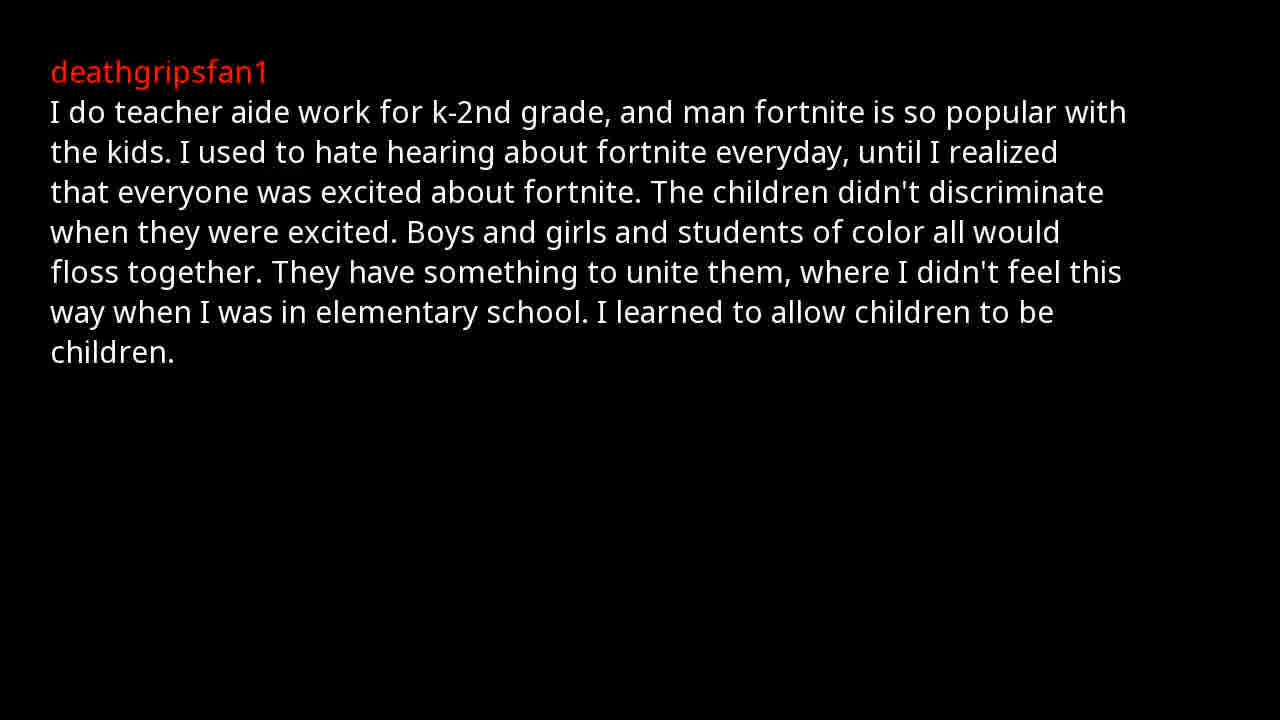 deathgripsfan1
I do teacher aide work for k-2nd grade, and man fortnite is so popular with
the kids. I used to hate hearing about fortnite everyday, until I realized
that everyone was excited about fortnite. The children didn't discriminate
when they were excited. Boys and girls and students of color all would
floss together. They have something to unite them, where I didn't feel this
way when I was in elementary school. I learned to allow children to be
children.